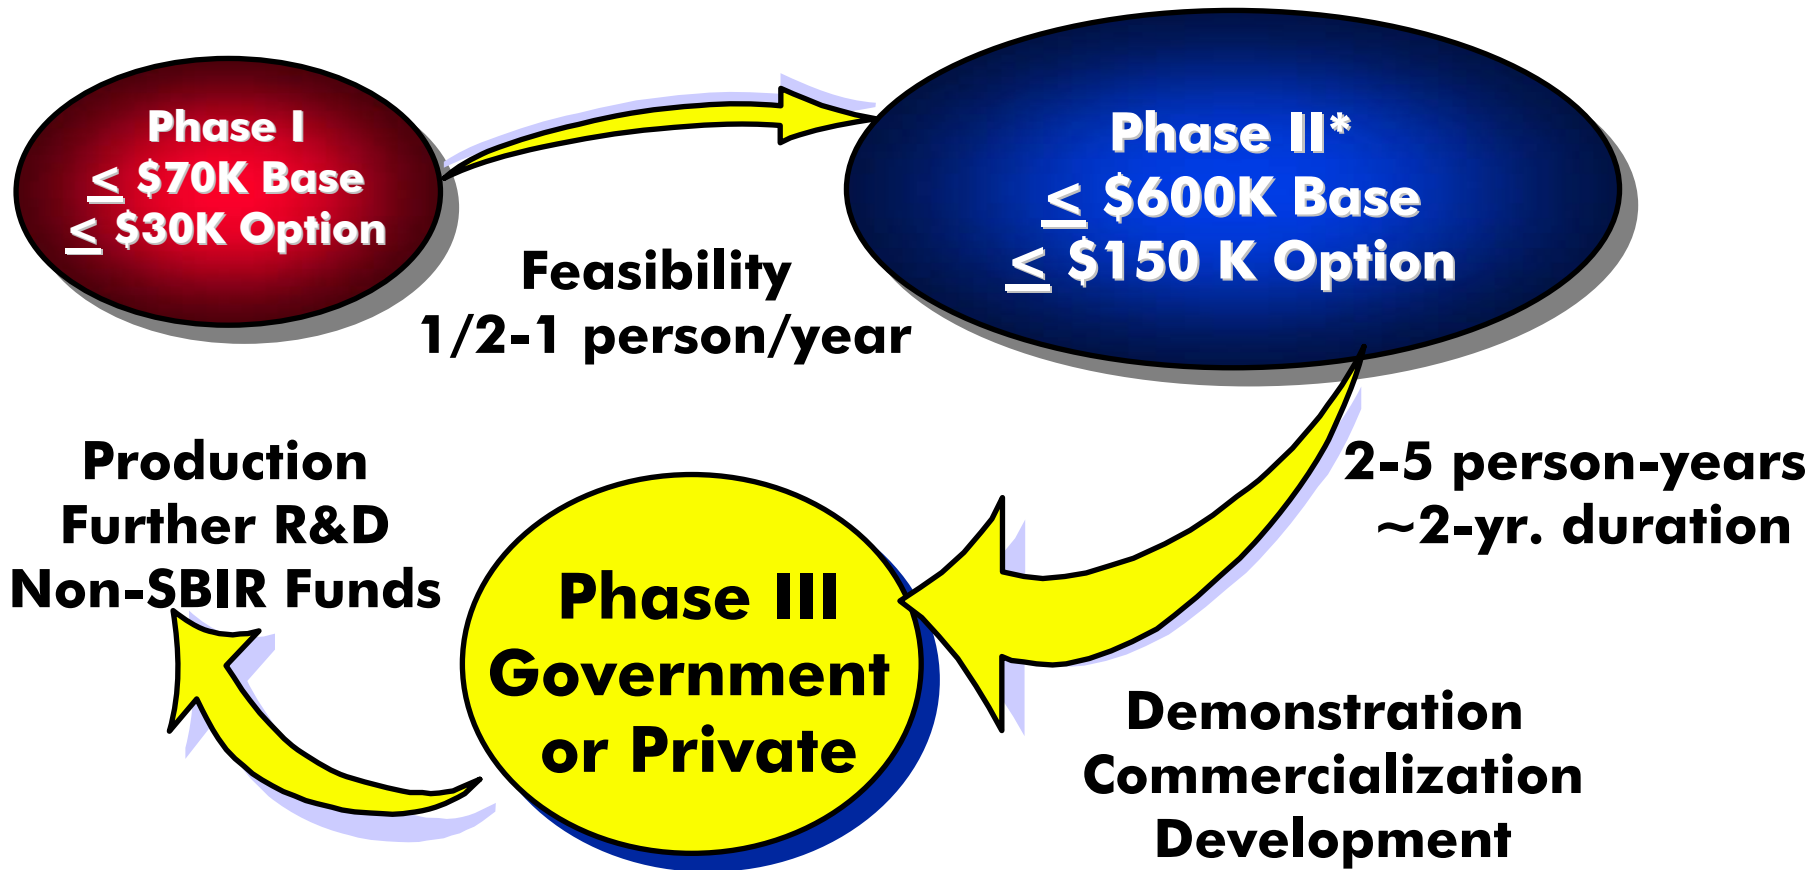 Phase I
≤ $70K Base
≤ $30K Option
Feasibility
1/2-1 person/year
Phase II*
≤ $600K Base
≤ $150 K Option
2-5 person-years
~2-yr. duration
Demonstration
Commercialization
Development
Phase III
Government
or Private
Production
Further R&D
Non-SBIR Funds